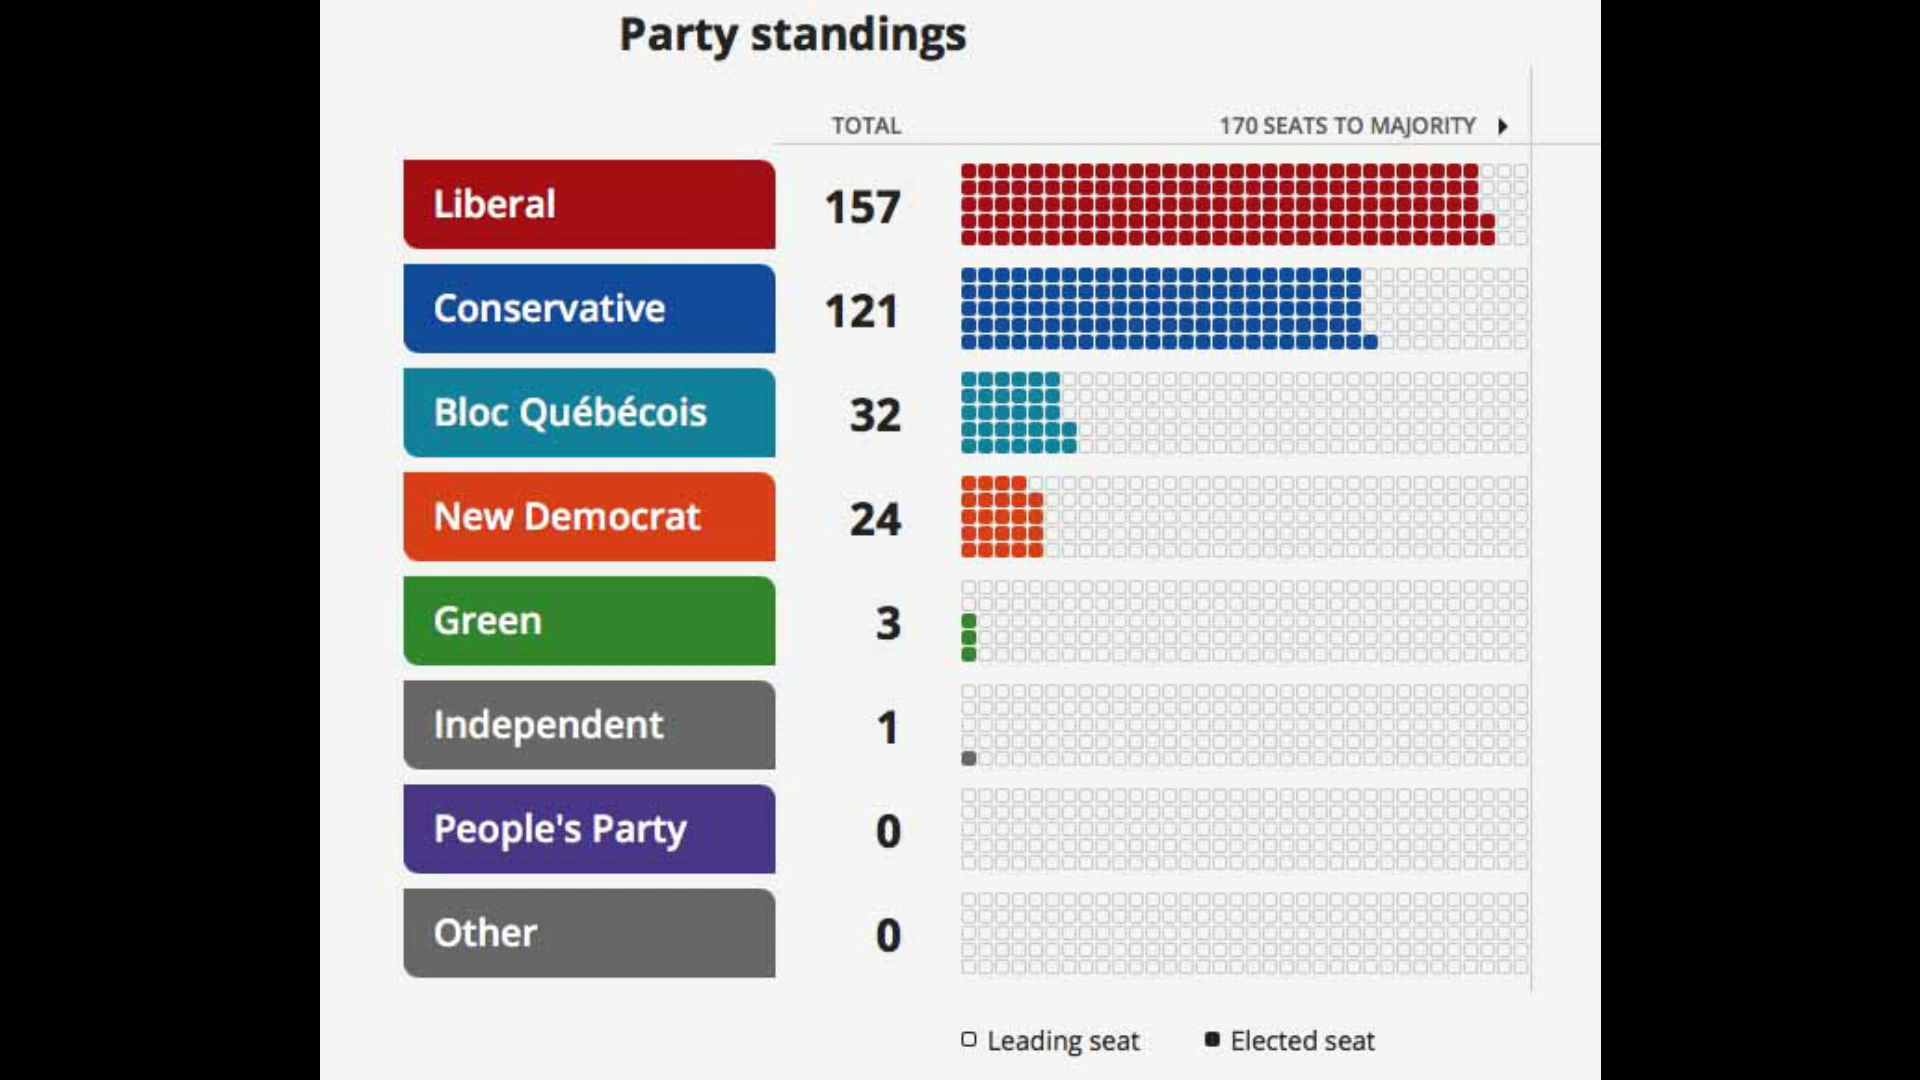 Party standings
TOTAL 170 SEATS TO MAJORITY
Liberal 157
Conservative 121
Bloc Québécois 32
New Democrat 24
Green 3
Independent 1
People's Party 0
Other 0
Leading seat Elected seat